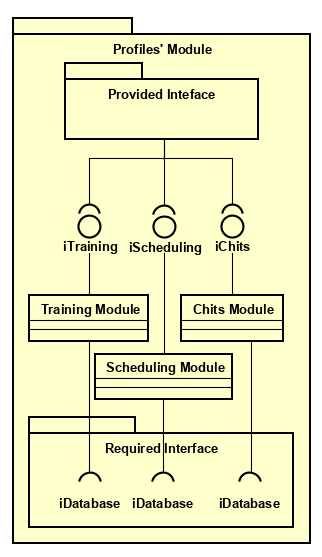 Profiles' Module
Provided Inteface
iTraining iScheduling iChits
Training Module
Chits Module
Scheduling Module
Required Interface
iDatabase iDatabase iDatabase